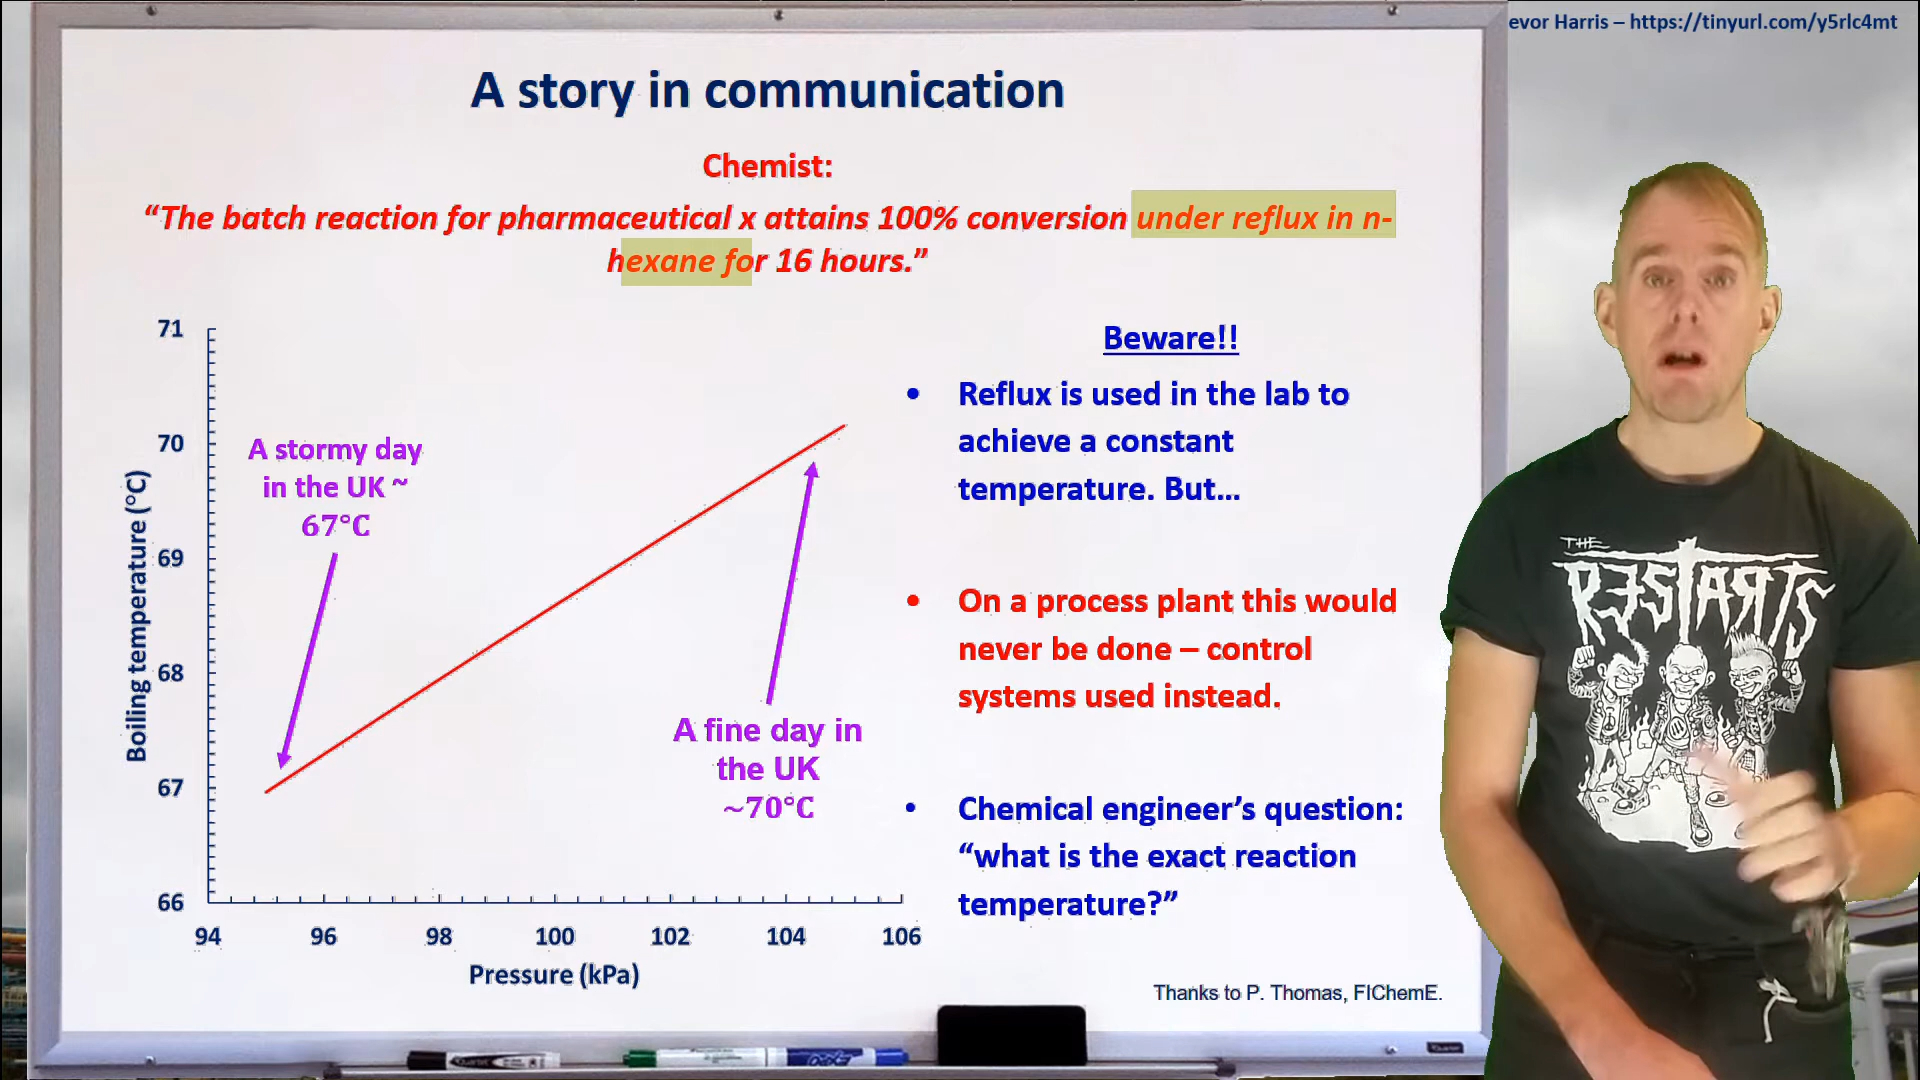 evor Harris – https://tinyurl.com/y5rlc4mt
A story in communication
Chemist:
“The batch reaction for pharmaceutical x attains 100% conversion under reflux in n-
hexane for 16 hours.”
71
70
69
68
67
66
Boiling temperature (°C)
94 96 98 100 102 104 106
Pressure (kPa)
A stormy day
in the UK ~
67°C
A fine day in
the UK
~70°C
Beware!!
• Reflux is used in the lab to
achieve a constant
temperature. But...
• On a process plant this would
never be done – control
systems used instead.
• Chemical engineer’s question:
“what is the exact reaction
temperature?”
Thanks to P. Thomas, FIChemE.
THE
RESTARTS